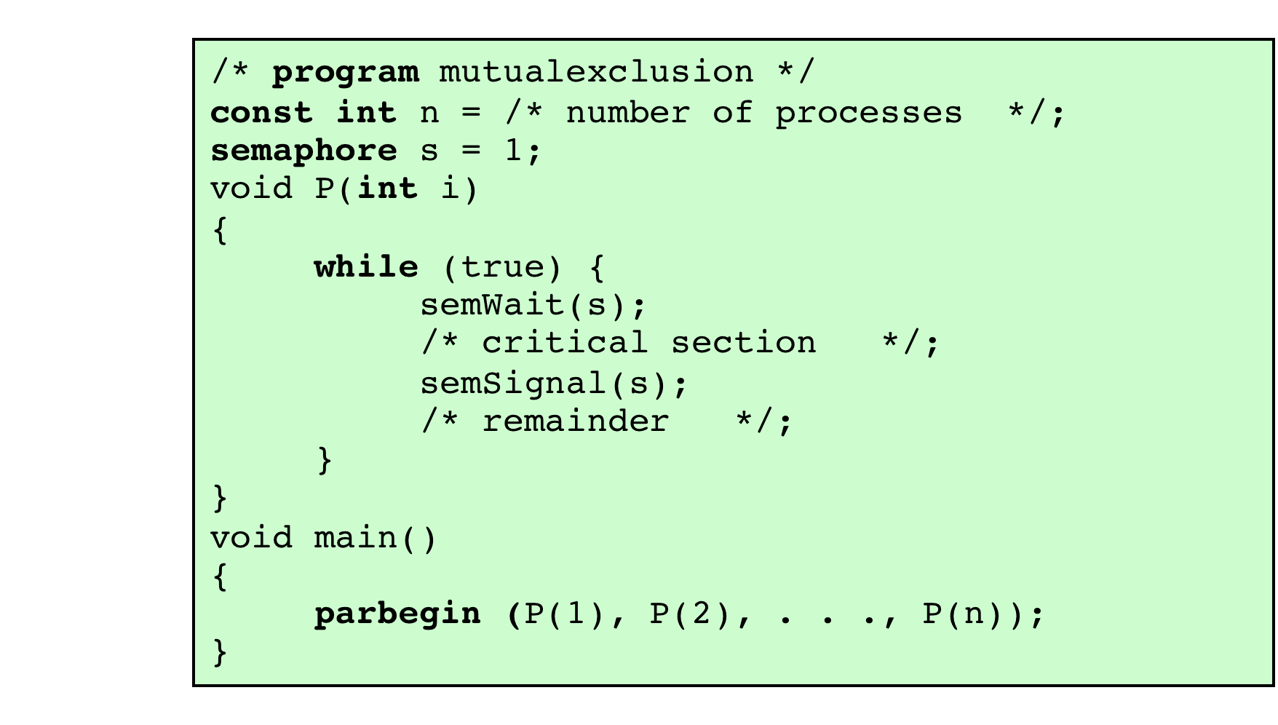 /* program mutualexclusion */
const int n = /* number of processes */;
semaphore s = 1;
void P(int i)
{
while (true) {
semWait(s);
/* critical section */;
semSignal(s);
/* remainder */;
}
}
void main()
{
parbegin (P(1), P(2), . . ., P(n));
}